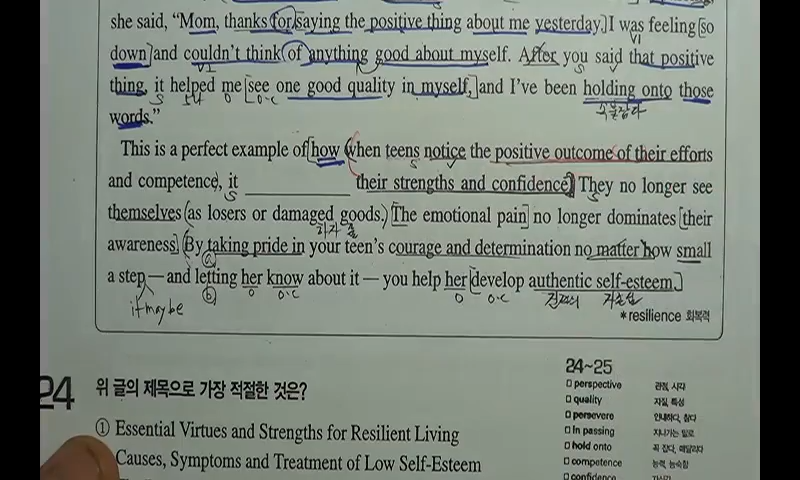 she said, “Mom, thanks for saying the positive thing about me yesterday. I was feeling so
down and couldn't think of anything good about myself. After you said that positive
thing, it helped me see one good quality in myself, and I've been holding onto those
words.”
This is a perfect example of how when teens notice the positive outcome of their efforts
and competence, it ____________ their strengths and confidence. They no longer see
themselves (as losers or damaged goods.) The emotional pain no longer dominates their
awareness. By taking pride in your teen's courage and determination no matter how small
a step — and letting her know about it — you help her develop authentic self-esteem.
it may be
*resilience 회복력
24 위 글의 제목으로 가장 적절한 것은?
① Essential Virtues and Strengths for Resilient Living
Causes, Symptoms and Treatment of Low Self-Esteem
24~25
perspective 관점, 시각
quality 자질, 특성
persevere 인내하다, 참다
in passing 지나가는 말로
hold onto 꼭 잡다, 매달리다
competence 능력, 능숙함
confidence